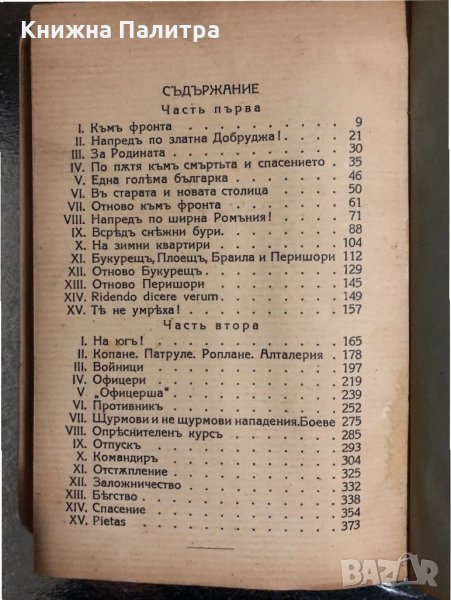 Книжна Палитра
СЪДЪРЖАНИЕ
Часть първа
I. Къмъ фронта . . . . . . . . . . 9
II. Напредъ по златна Добруджа! . . . . 21
III. За Родината . . . . . . . . . . 30
IV. По пѫтя къмъ смъртьта и спасението 35
V. Една голѣма българка . . . . . . . 46
VI. Въ старата и новата столица . . . . 50
VII. Отново къмъ фронта . . . . . . . 61
VIII. Напредъ по ширна Ромъния! . . . . 71
IX. Всрѣдъ снѣжни бури. . . . . . . . 88
X. На зимни квартири . . . . . . . . 104
XI. Букурещъ, Плоещъ, Браила и Перишори 112
XII. Отново Букурещъ. . . . . . . . . 129
XIII. Отново Перишори . . . . . . . . 145
XIV. Ridendo dicere verum. . . . . . . 149
XV. Тѣ не умрѣха! . . . . . . . . . . 157
Часть втора
I. На югъ! . . . . . . . . . . . . 165
II. Копане. Патруле. Роплане. Алталерия 178
III. Войници . . . . . . . . . . . . 197
IV. Офицери . . . . . . . . . . . . 219
V „Офицерша“ . . . . . . . . . . . 239
VI. Противникъ . . . . . . . . . . . 252
VII. Щурмови и не щурмови нападения. Боеве 275
VIII. Опрѣснителенъ курсъ . . . . . . 285
IX. Отпускъ . . . . . . . . . . . . 293
X. Командиръ . . . . . . . . . . . . 304
XI. Отстѫпление . . . . . . . . . . . 325
XII. Заложничество . . . . . . . . . 332
XIII. Бѣгство . . . . . . . . . . . . 338
XIV. Спасение . . . . . . . . . . . . 354
XV. Pietas . . . . . . . . . . . . . 373
BAZAR